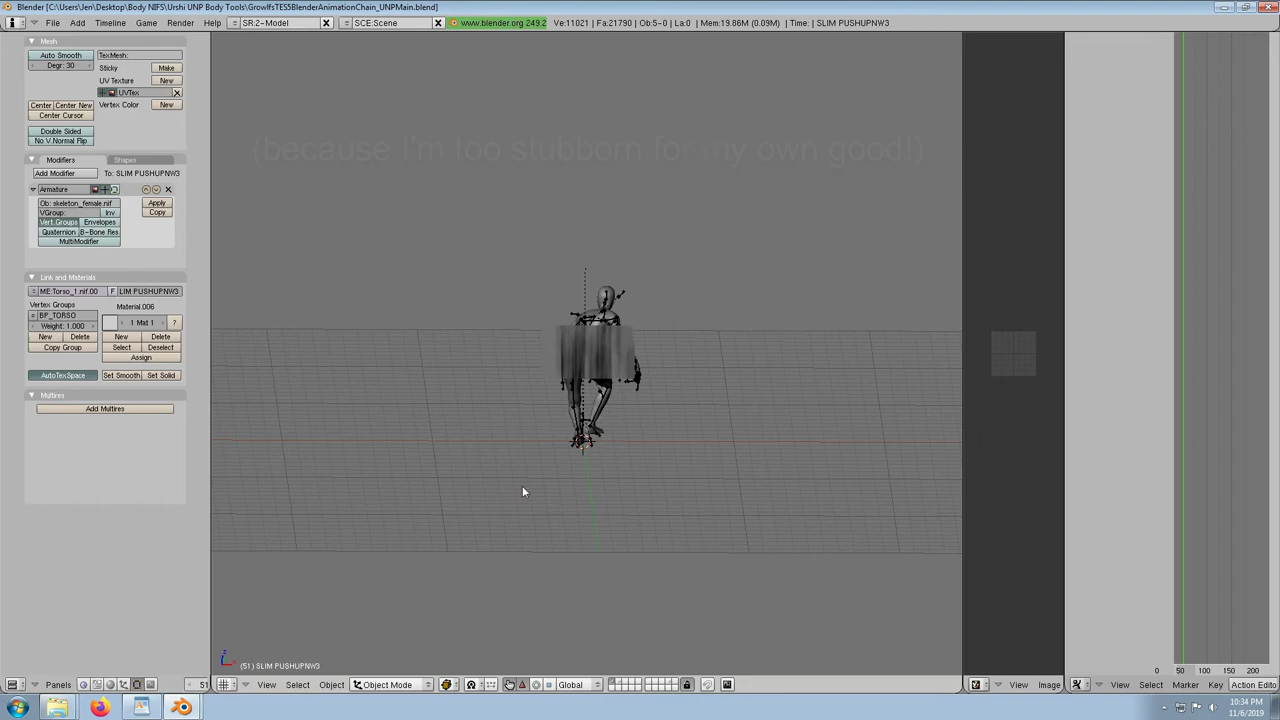 Blender [C:\Users\Jen\Desktop\Body NIFS\Urshi UNP Body Tools\GrowlfsTES5BlenderAnimationChain_UNPMain.blend]
File Add Timeline Game Render Help SR:2-Model SCE:Scene www.blender.org 249.2 Ve:11021 | Fa:21790 | Ob:5-0 | La:0 | Mem:19.86M (0.09M) | Time: | SLIM PUSHUPNW3
Mesh
Auto Smooth TexMesh:
Degr: 30 Sticky Make
UV Texture New
UVTex
Center Center New Vertex Color New
Center Cursor
Double Sided
No V.Normal Flip
(because I'm too stubborn for my own good!)
Modifiers Shapes
Add Modifier To: SLIM PUSHUPNW3
Armature
Ob: skeleton_female.nif Apply
VGroup: Inv Copy
Vert.Groups Envelopes
Quaternion B-Bone Res
MultiModifier
Link and Materials
ME:Torso_1.nif.00 F LIM PUSHUPNW3
Vertex Groups Material.006
BP_TORSO
Weight: 1.000 1 Mat 1 ?
New Delete New Delete
Copy Group Select Deselect
Assign
AutoTexSpace Set Smooth Set Solid
Multires
Add Multires
z
x
(51) SLIM PUSHUPNW3
0 50 100 150 200
Panels 51 View Select Object Object Mode Global View Image View Select Marker Key Action Edito
10:34 PM
11/6/2019